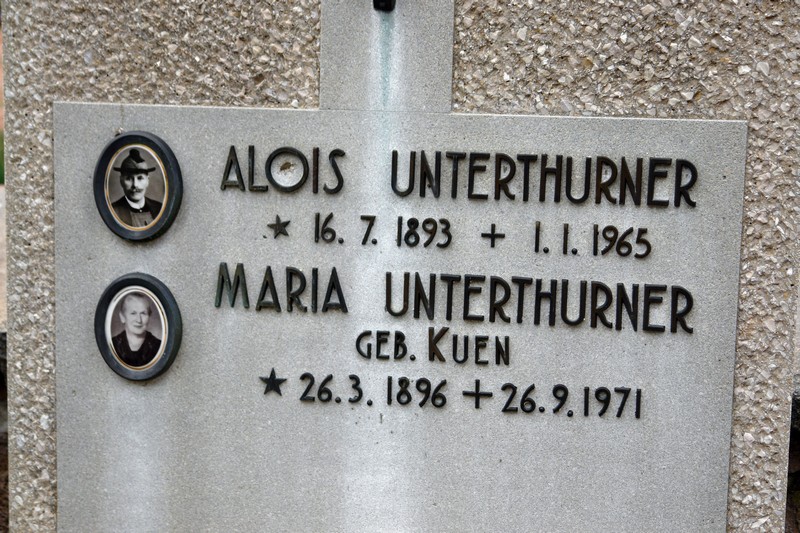 ALOIS UNTERTHURNER
★ 16. 7. 1893 + 1. 1. 1965
MARIA UNTERTHURNER
GEB. KUEN
★ 26. 3. 1896 + 26. 9. 1971